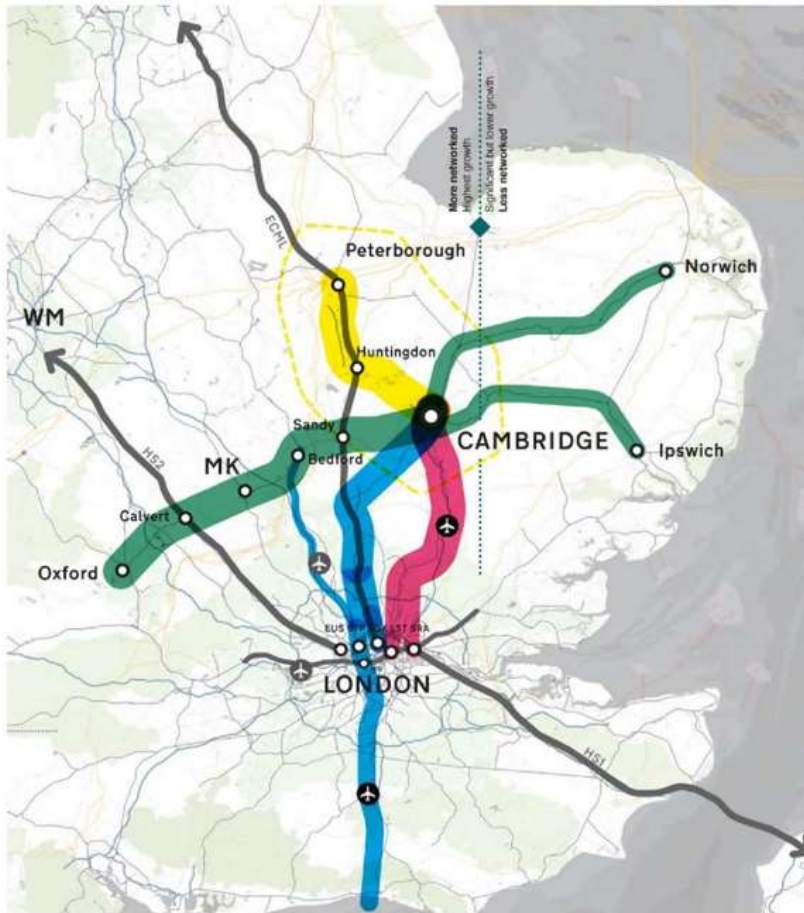 More networked
Highest growth
Significant but lower growth
Less networked
ECML
Peterborough
Norwich
WM
Huntingdon
Sandy
CAMBRIDGE
Bedford
Ipswich
HS2
MK
Calvert
Oxford
EUS
LST SRA
LONDON
HS1